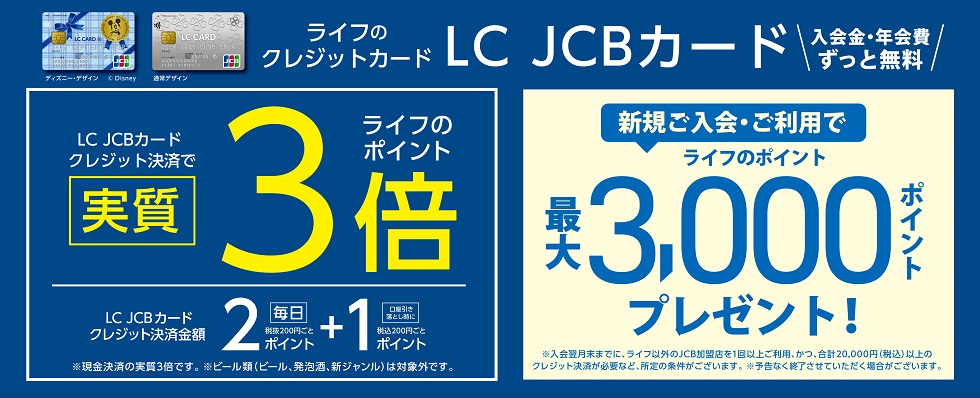 LC CARD
JCB
ディズニー・デザイン © Disney
LC CARD
JCB
通常デザイン
ライフの
クレジットカード
LC JCBカード
入会金・年会費
ずっと無料
LC JCBカード
クレジット決済で
実質
3倍
ライフの
ポイント
LC JCBカード
クレジット決済金額
2
毎日
税抜200円ごと
ポイント
+1
口座引き
落とし時に
税込200円ごと
ポイント
※現金決済の実質3倍です。※ビール類(ビール、発泡酒、新ジャンル)は対象外です。
新規ご入会・ご利用で
ライフのポイント
最大
3,000
ポイント
プレゼント!
※入会翌月末までに、ライフ以外のJCB加盟店を1回以上ご利用、かつ、合計20,000円(税込)以上の
クレジット決済が必要など、所定の条件がございます。※予告なく終了させていただく場合がございます。